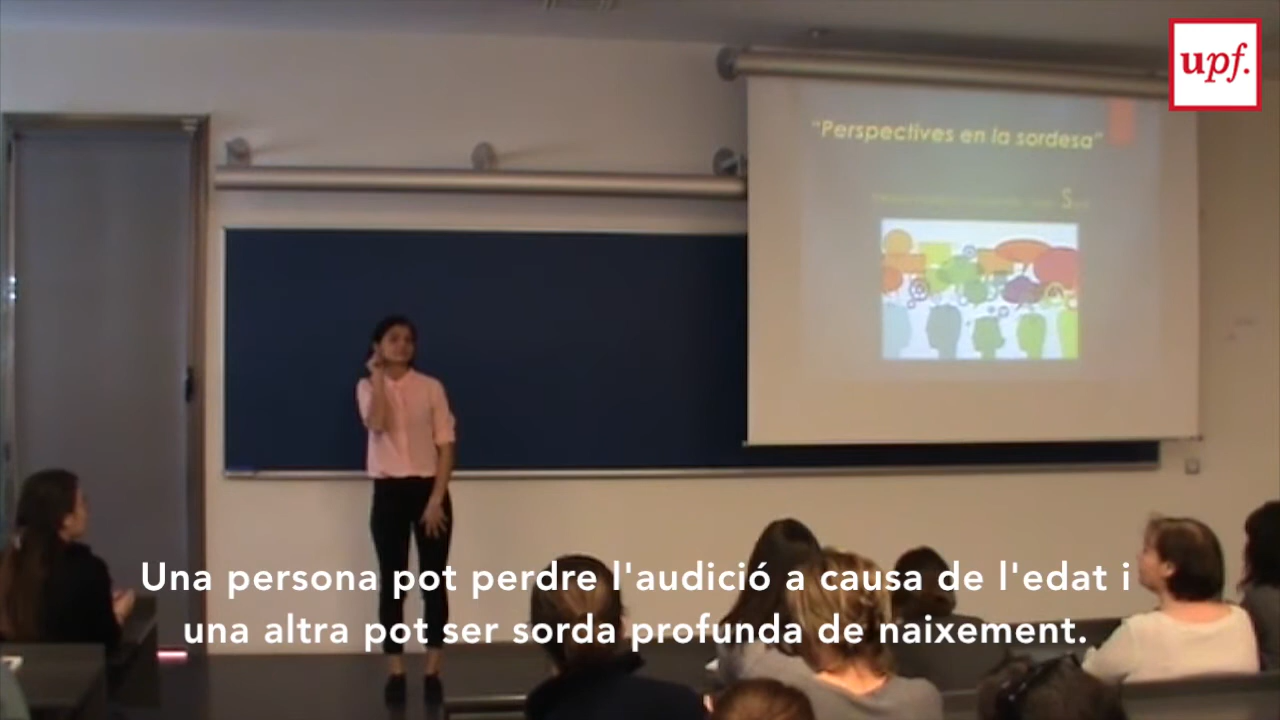 upf.
"Perspectives en la sordesa"
Una persona pot perdre l'audició a causa de l'edat i
una altra pot ser sorda profunda de naixement.